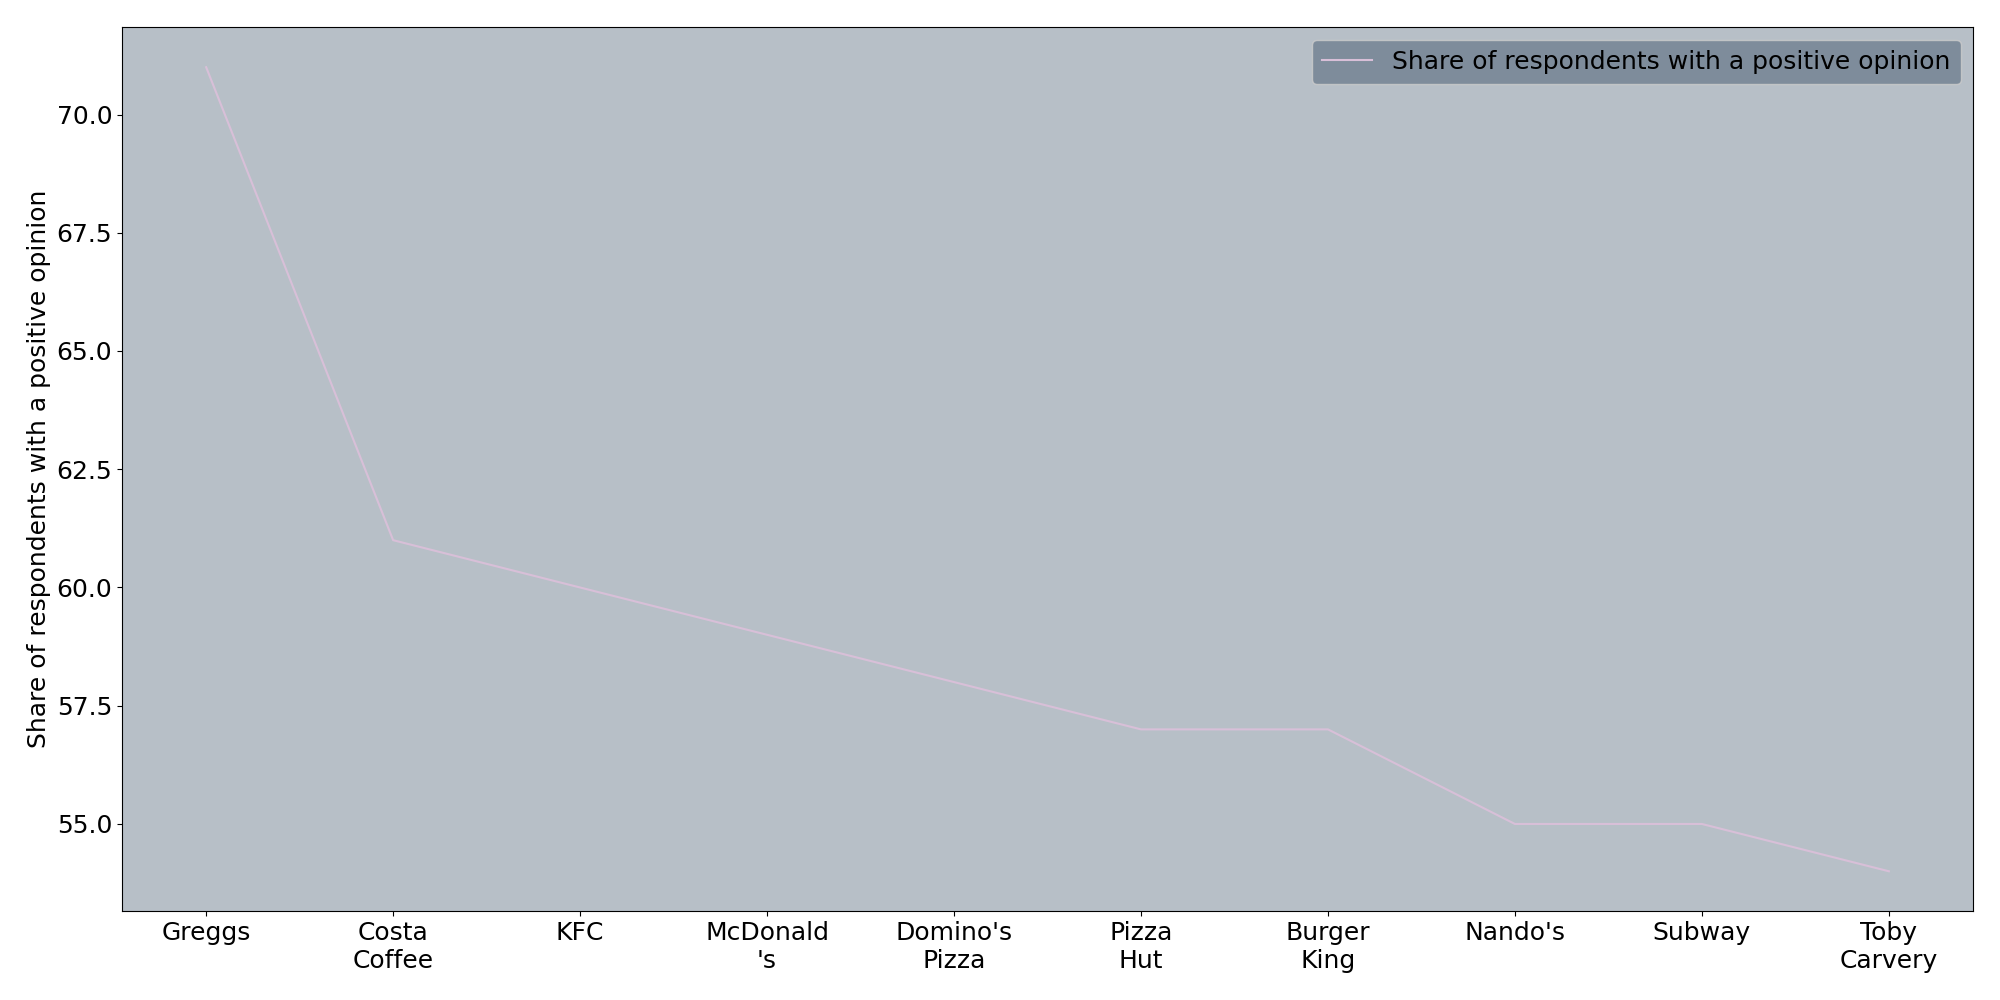 Share of respondents with a positive opinion
Share of respondents with a positive opinion
70.0
67.5
65.0
62.5
60.0
57.5
55.0
Greggs
Costa
Coffee
KFC
McDonald
's
Domino's
Pizza
Pizza
Hut
Burger
King
Nando's
Subway
Toby
Carvery